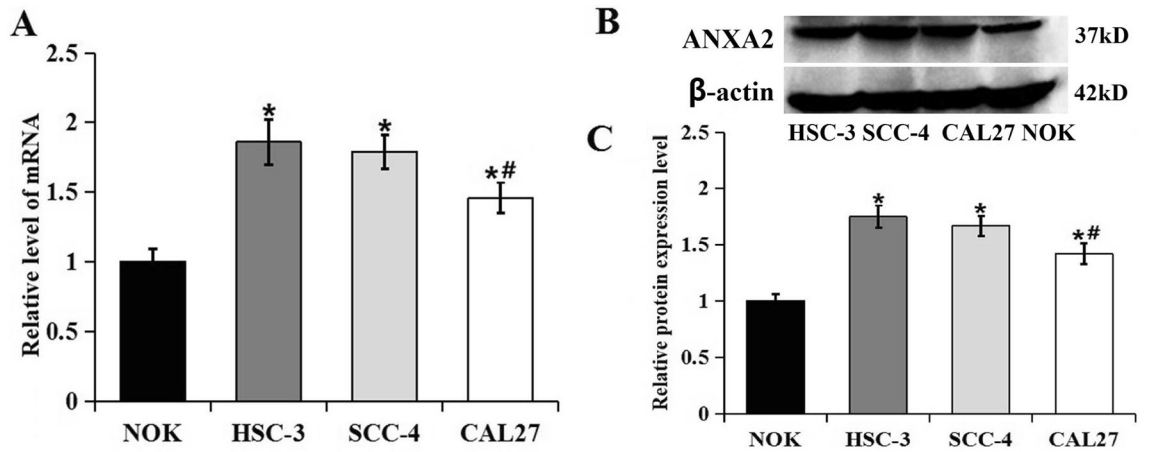 A
Relative level of mRNA
2.5
2
1.5
1
0.5
0
*
*
*#
NOK HSC-3 SCC-4 CAL27
B
ANXA2 37kD
β-actin 42kD
HSC-3 SCC-4 CAL27 NOK
C
Relative protein expression level
2.5
2
1.5
1
0.5
0
*
*
*#
NOK HSC-3 SCC-4 CAL27